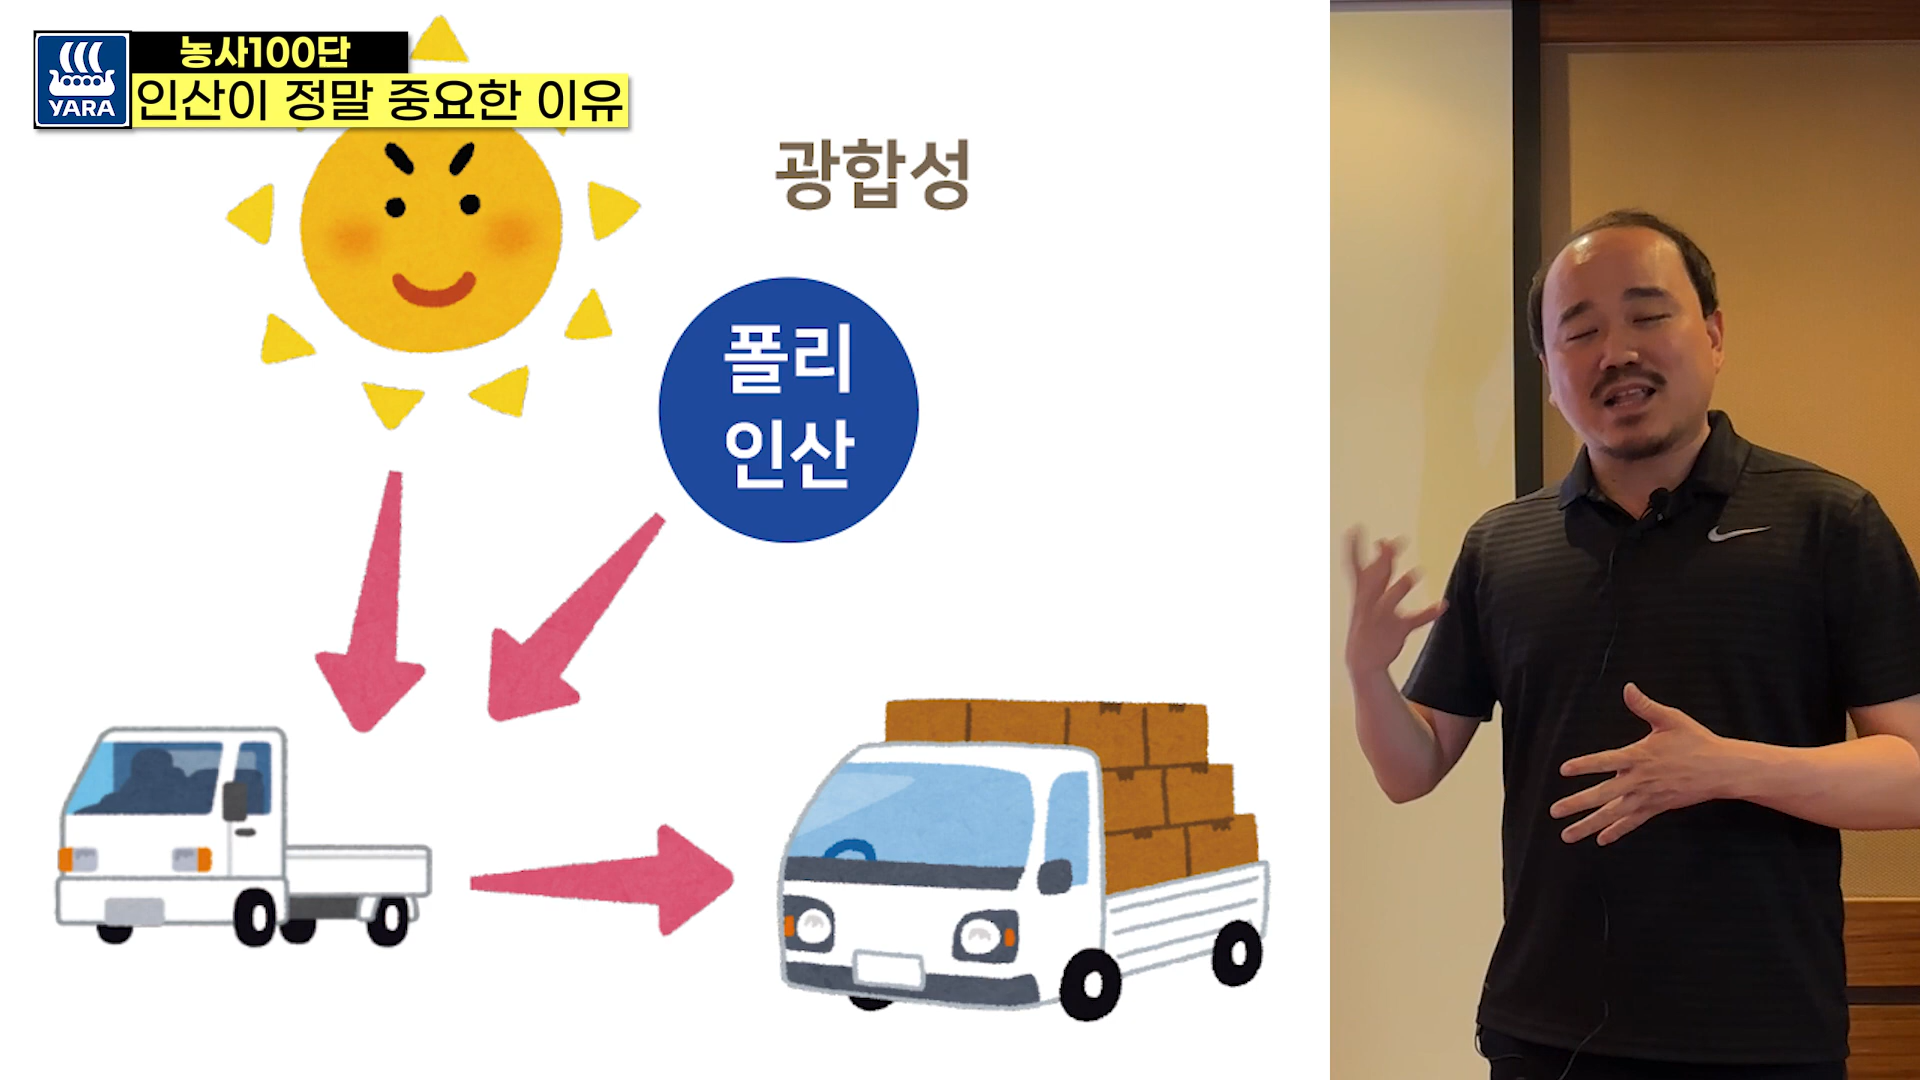 농사100단
YARA
인산이 정말 중요한 이유
광합성
폴리
인산